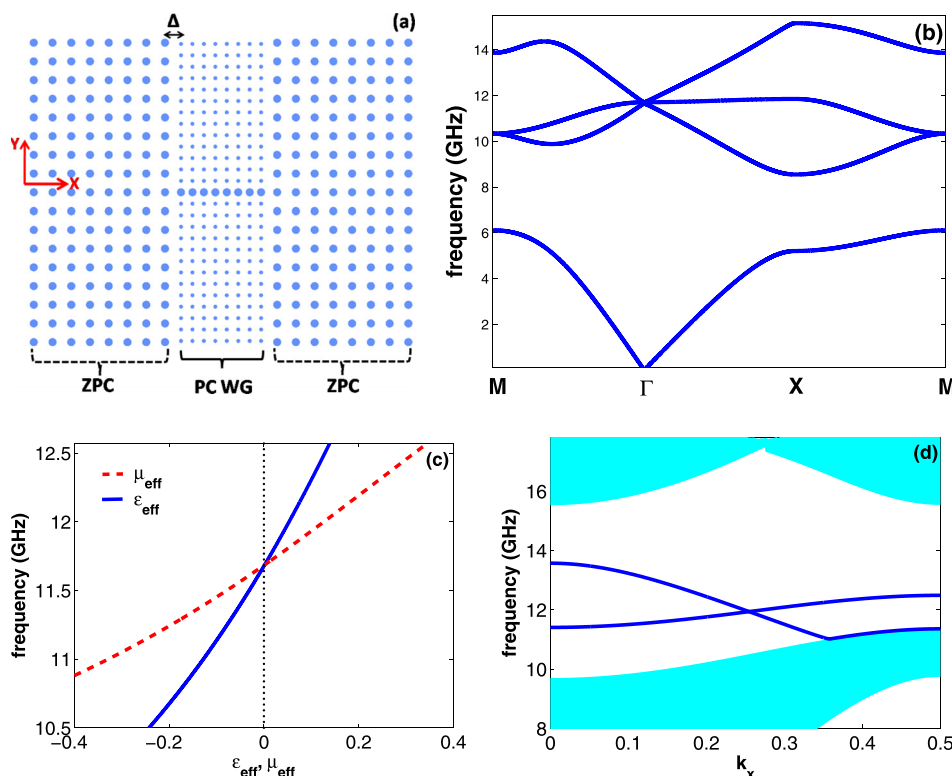 Δ
(a)
Y
X
ZPC
PC WG
ZPC
(b)
frequency (GHz)
14
12
10
8
6
4
2
M
Γ
X
M
(c)
μeff
εeff
frequency (GHz)
12.5
12
11.5
11
10.5
−0.4
−0.2
0
0.2
0.4
εeff, μeff
(d)
frequency (GHz)
16
14
12
10
8
0
0.1
0.2
0.3
0.4
0.5
kx